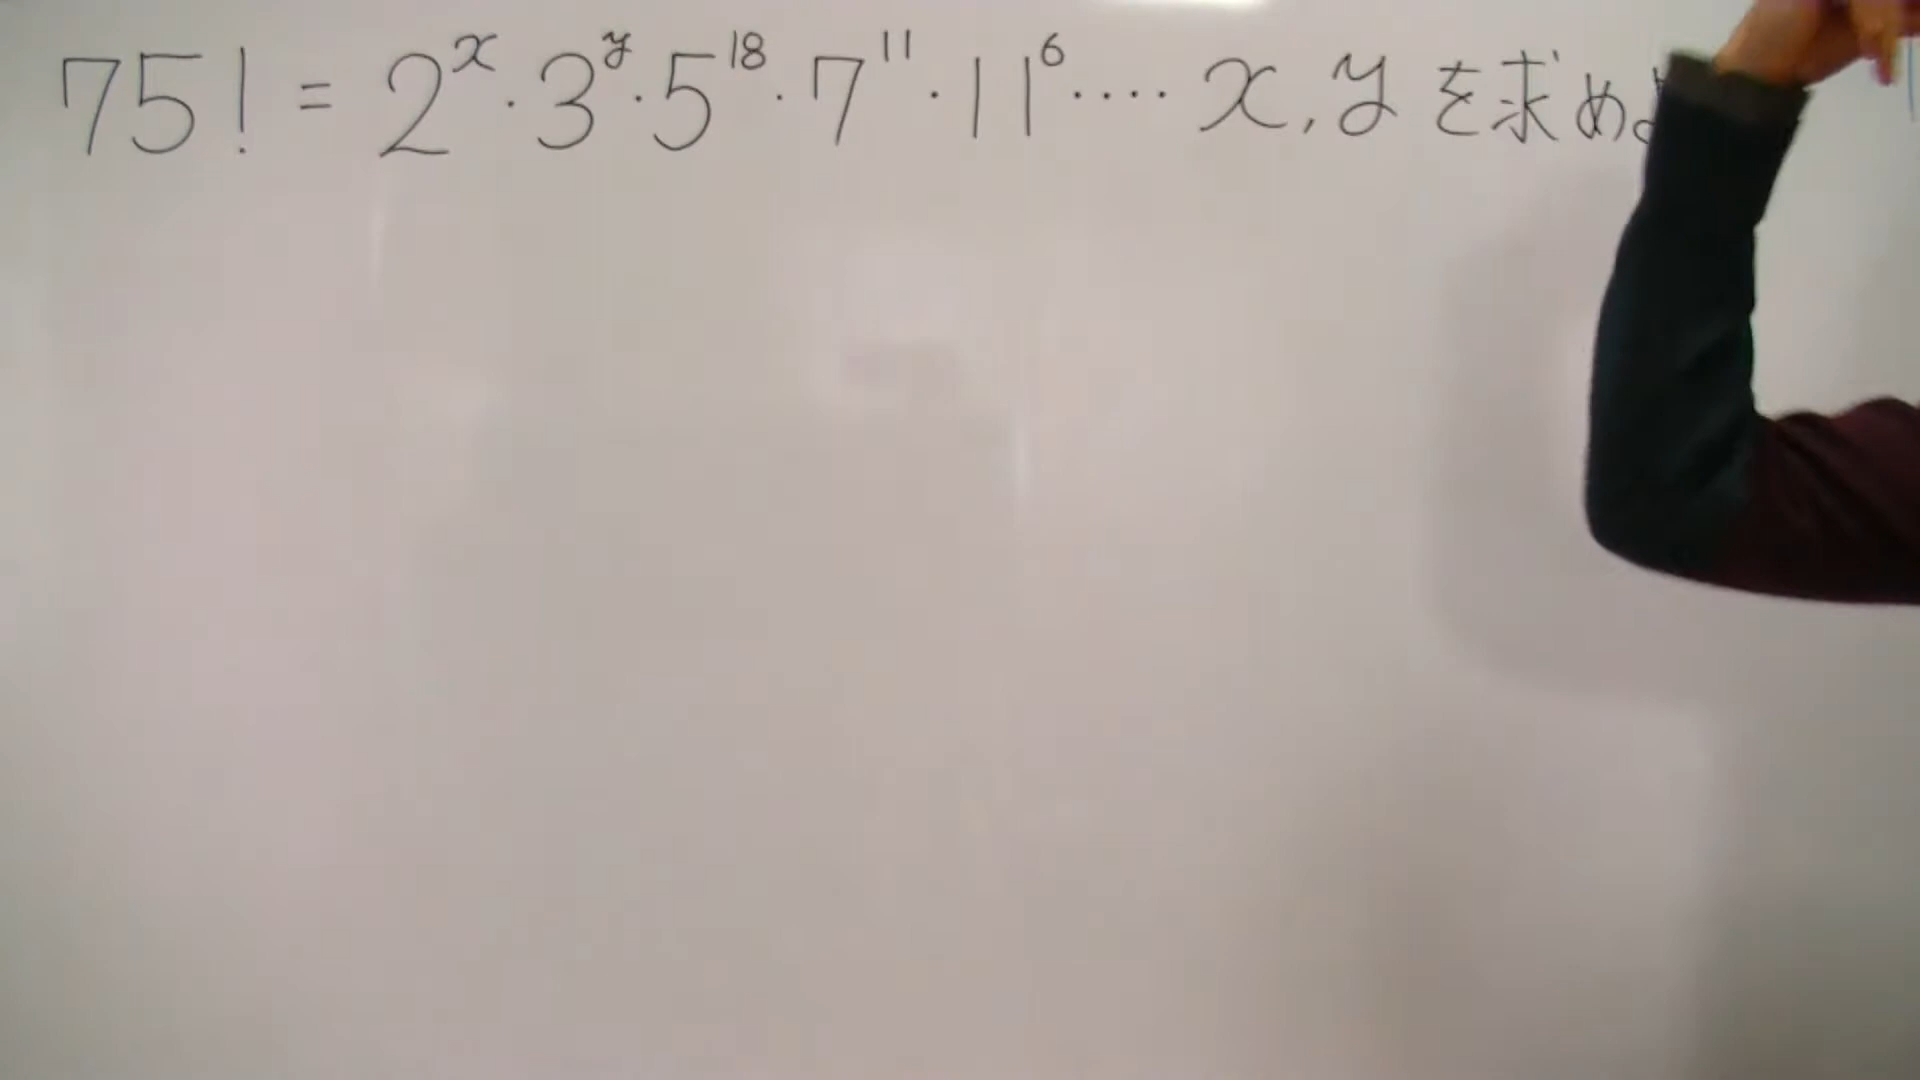 75! = 2^x · 3^y · 5^18 · 7^11 · 11^6 ···· x, y を求め